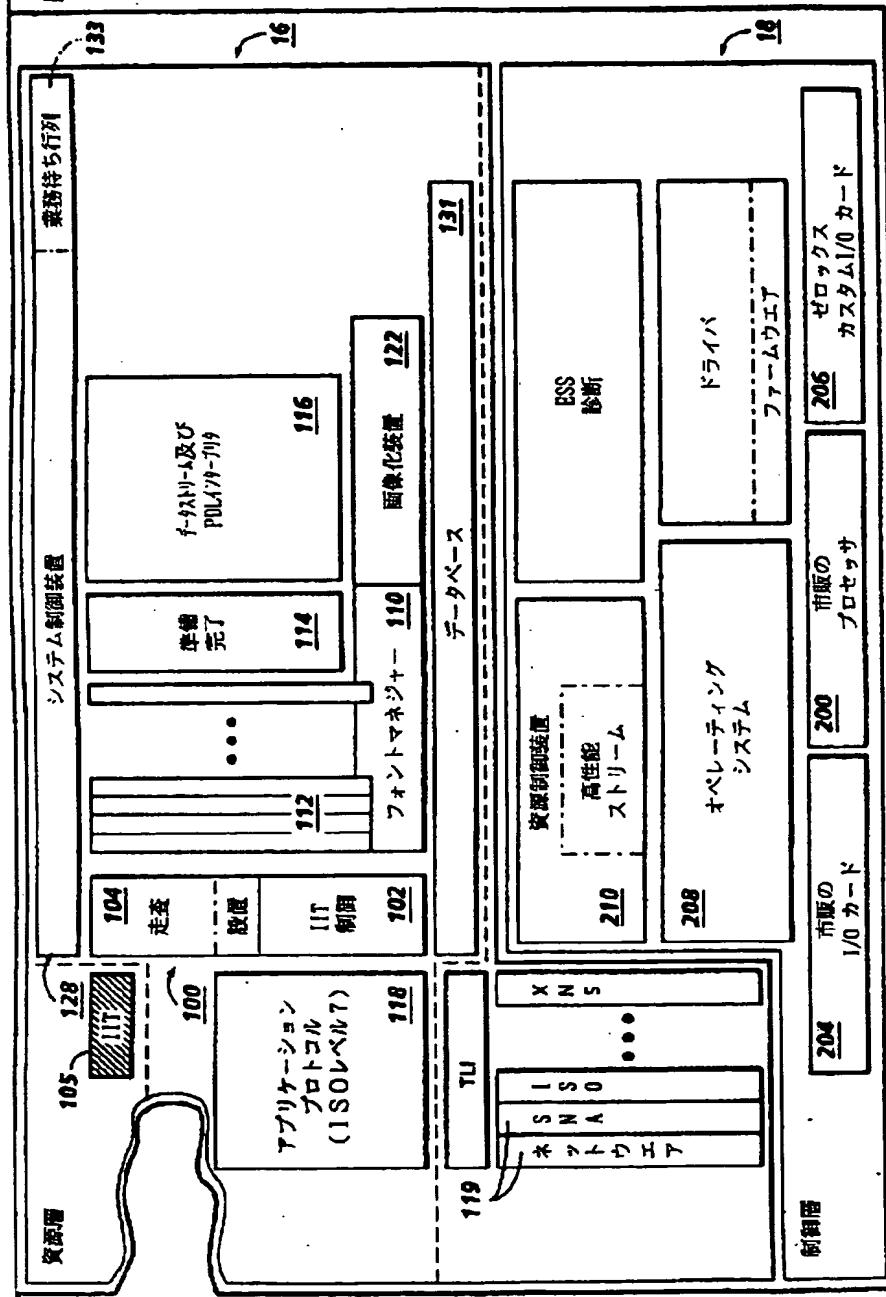 資源層
105
IIT
128
システム制御装置
業務待ち行列
133
16
100
104
走査
設置
IIT
制御
102
112
準備
完了
114
データストリーム及び
PDLインタープリタ
116
フォントマネジャー
110
画像化装置
122
アプリケーション
プロトコル
(ISOレベル7)
118
TLI
データベース
131
119
ネットウエア
SNA
ISO
XNS
資源制御装置
高性能
ストリーム
210
ESS
診断
18
オペレーティング
システム
208
ドライバ
ファームウエア
制御層
204
市販の
I/O カード
200
市販の
プロセッサ
206
ゼロックス
カスタムI/O カード